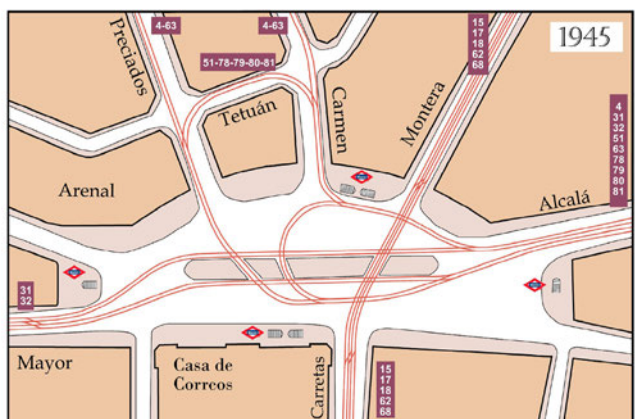 4-63
4-63
15
17
18
62
68
1945
Preciados
51-78-79-80-81
Tetuán
Carmen
Montera
4
31
32
51
63
78
79
80
81
Arenal
Alcalá
31
32
Mayor
Casa de
Correos
Carretas
15
17
18
62
68